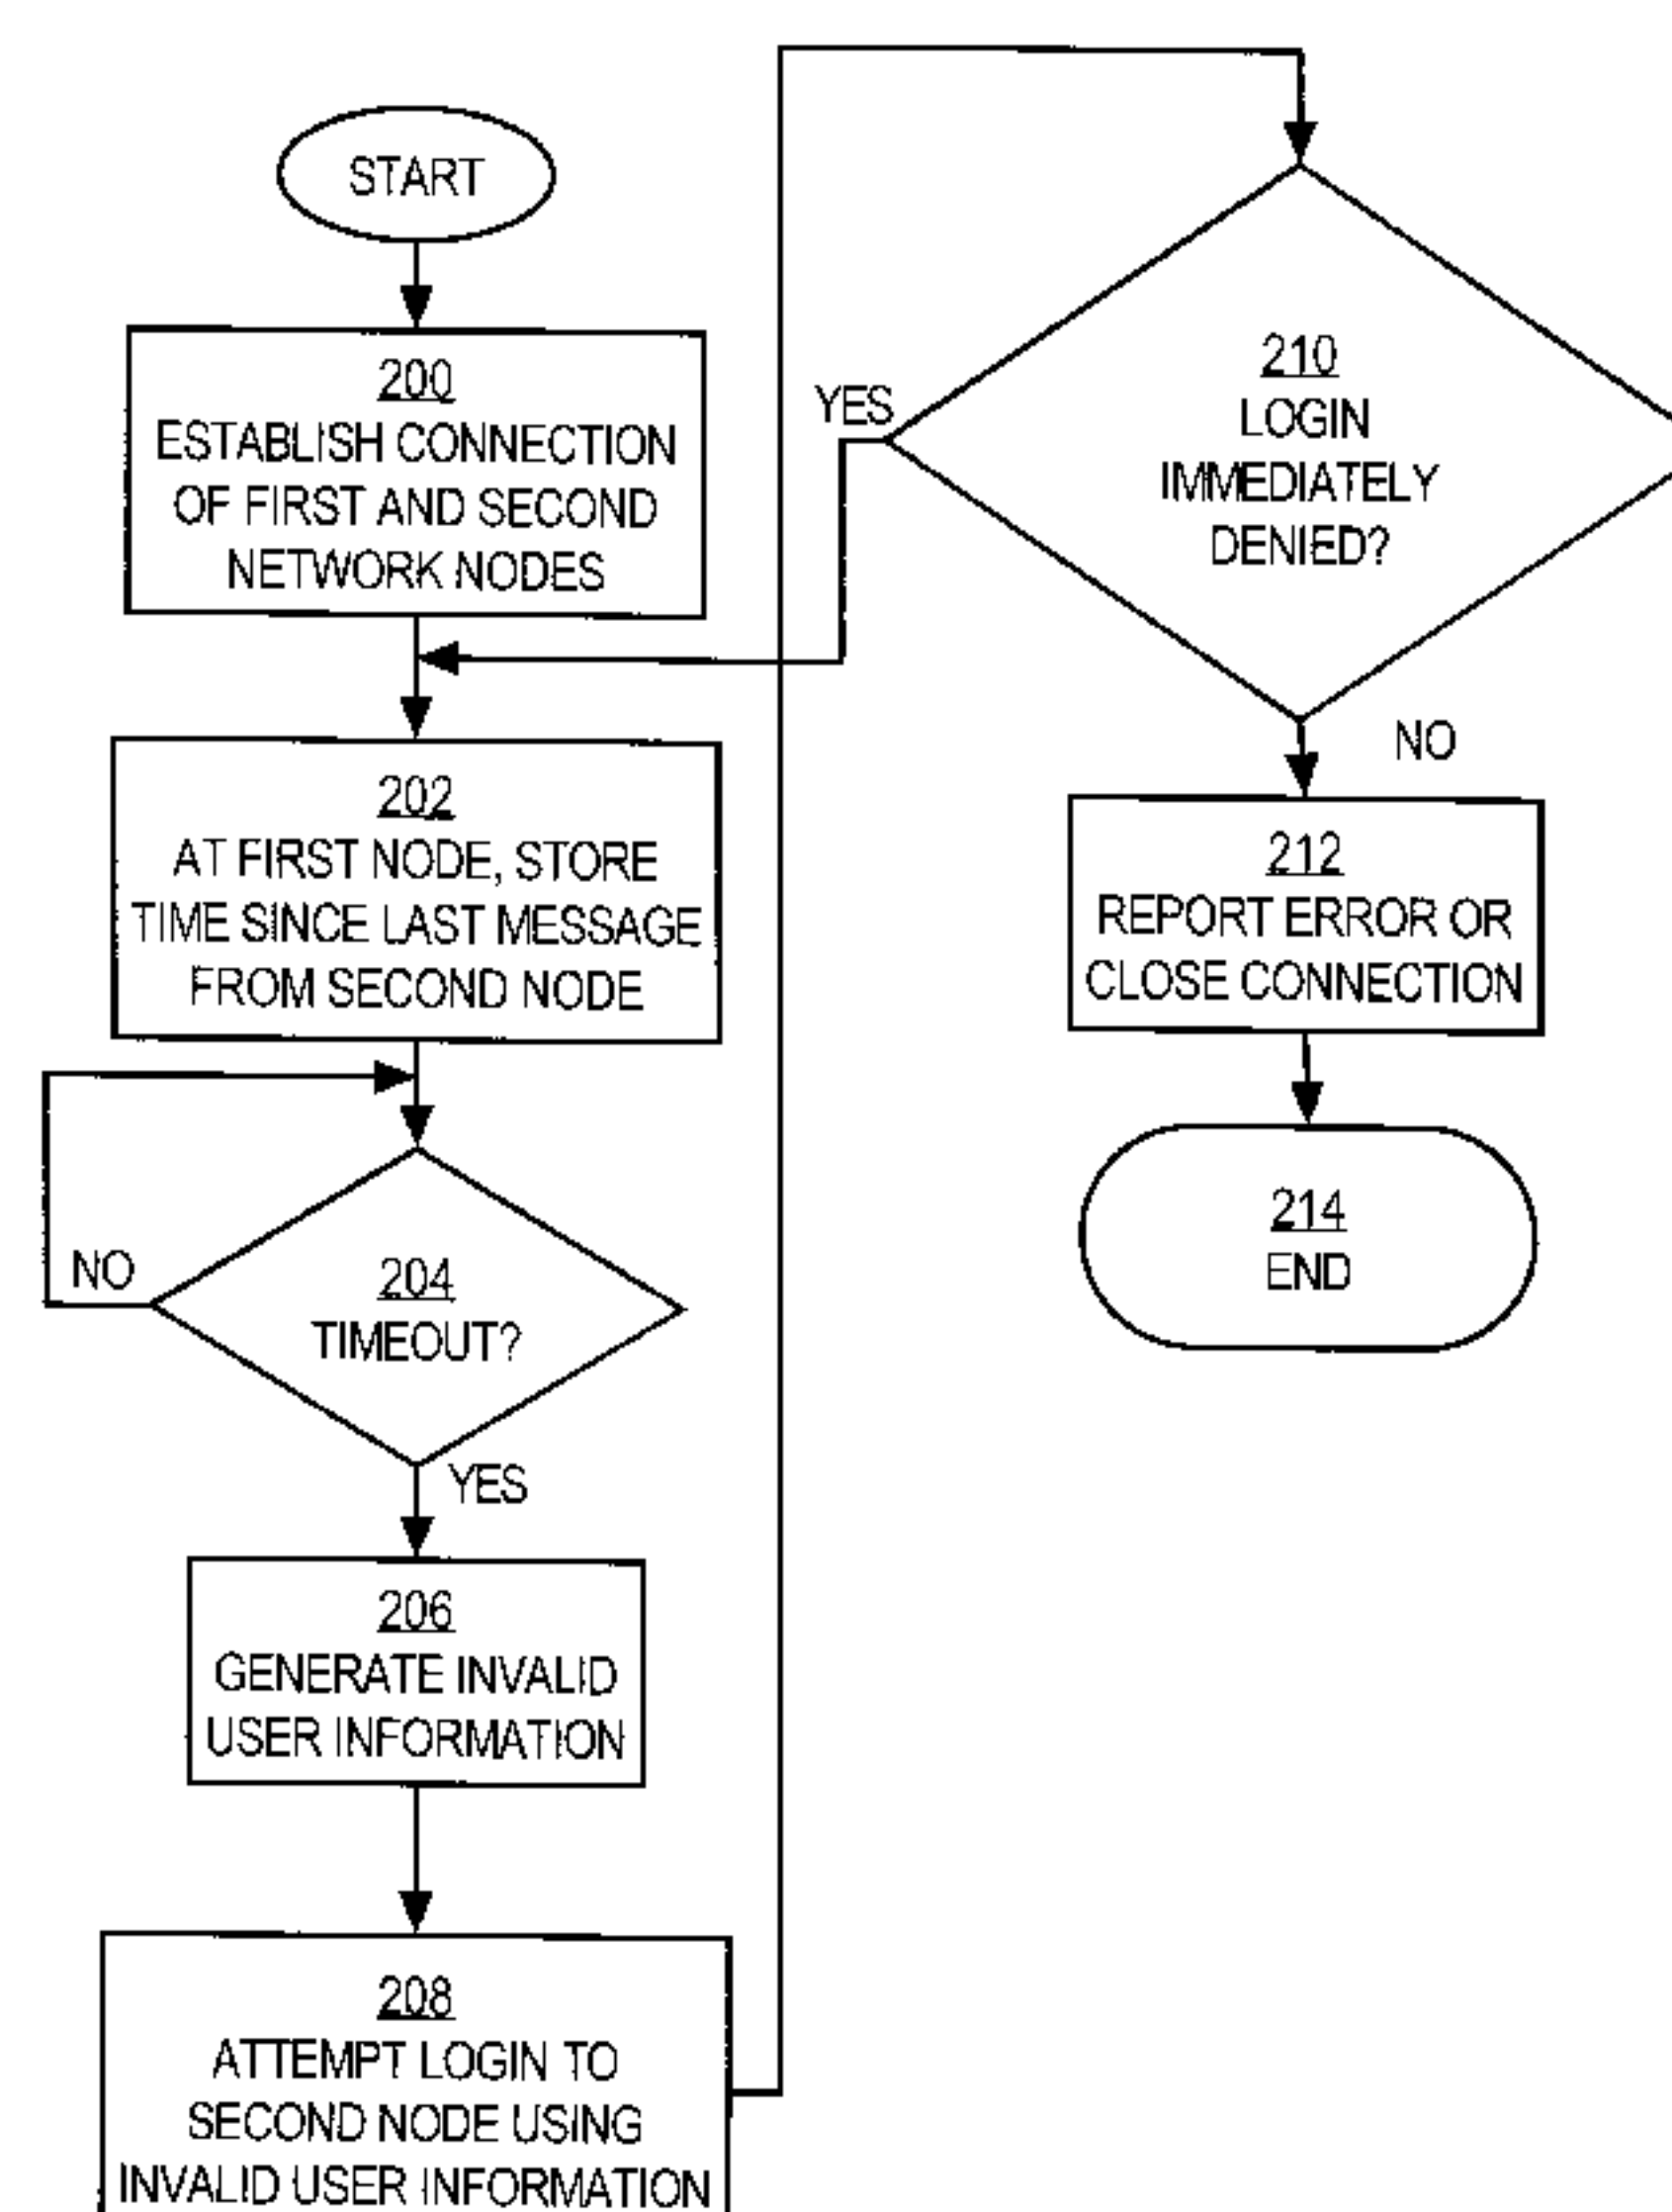 START
200
ESTABLISH CONNECTION
OF FIRST AND SECOND
NETWORK NODES
202
AT FIRST NODE, STORE
TIME SINCE LAST MESSAGE
FROM SECOND NODE
NO
204
TIMEOUT?
YES
206
GENERATE INVALID
USER INFORMATION
208
ATTEMPT LOGIN TO
SECOND NODE USING
INVALID USER INFORMATION
YES
210
LOGIN
IMMEDIATELY
DENIED?
NO
212
REPORT ERROR OR
CLOSE CONNECTION
214
END